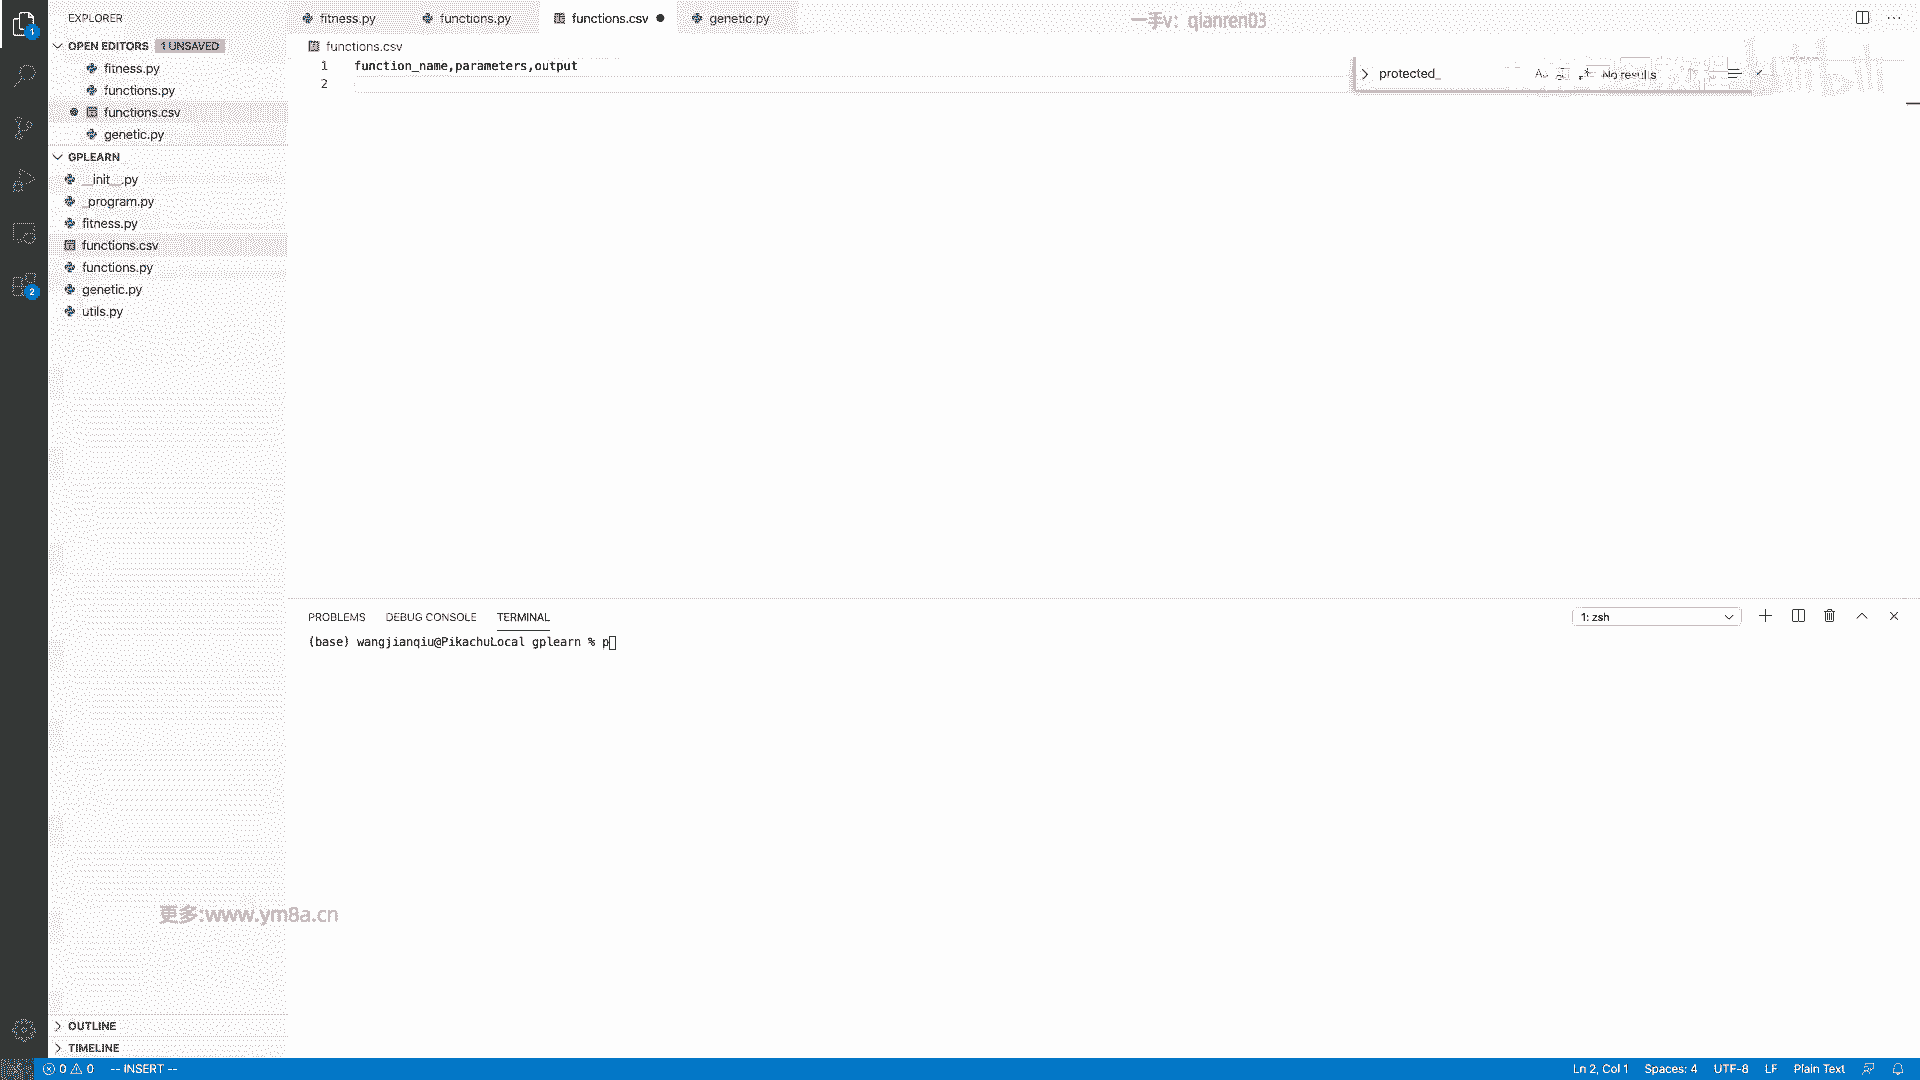 EXPLORER
OPEN EDITORS 1 UNSAVED
fitness.py
functions.py
functions.csv
genetic.py
GPLEARN
__init__.py
_program.py
fitness.py
functions.csv
functions.py
genetic.py
utils.py
OUTLINE
TIMELINE
fitness.py functions.py functions.csv genetic.py
一手v：qianren03
functions.csv
1 function_name,parameters,output
2
protected_ No results
PROBLEMS DEBUG CONSOLE TERMINAL
1: zsh
(base) wangjianqiu@PikachuLocal gplearn % p
更多:www.ym8a.cn
1
2
0 0 -- INSERT --
Ln 2, Col 1 Spaces: 4 UTF-8 LF Plain Text